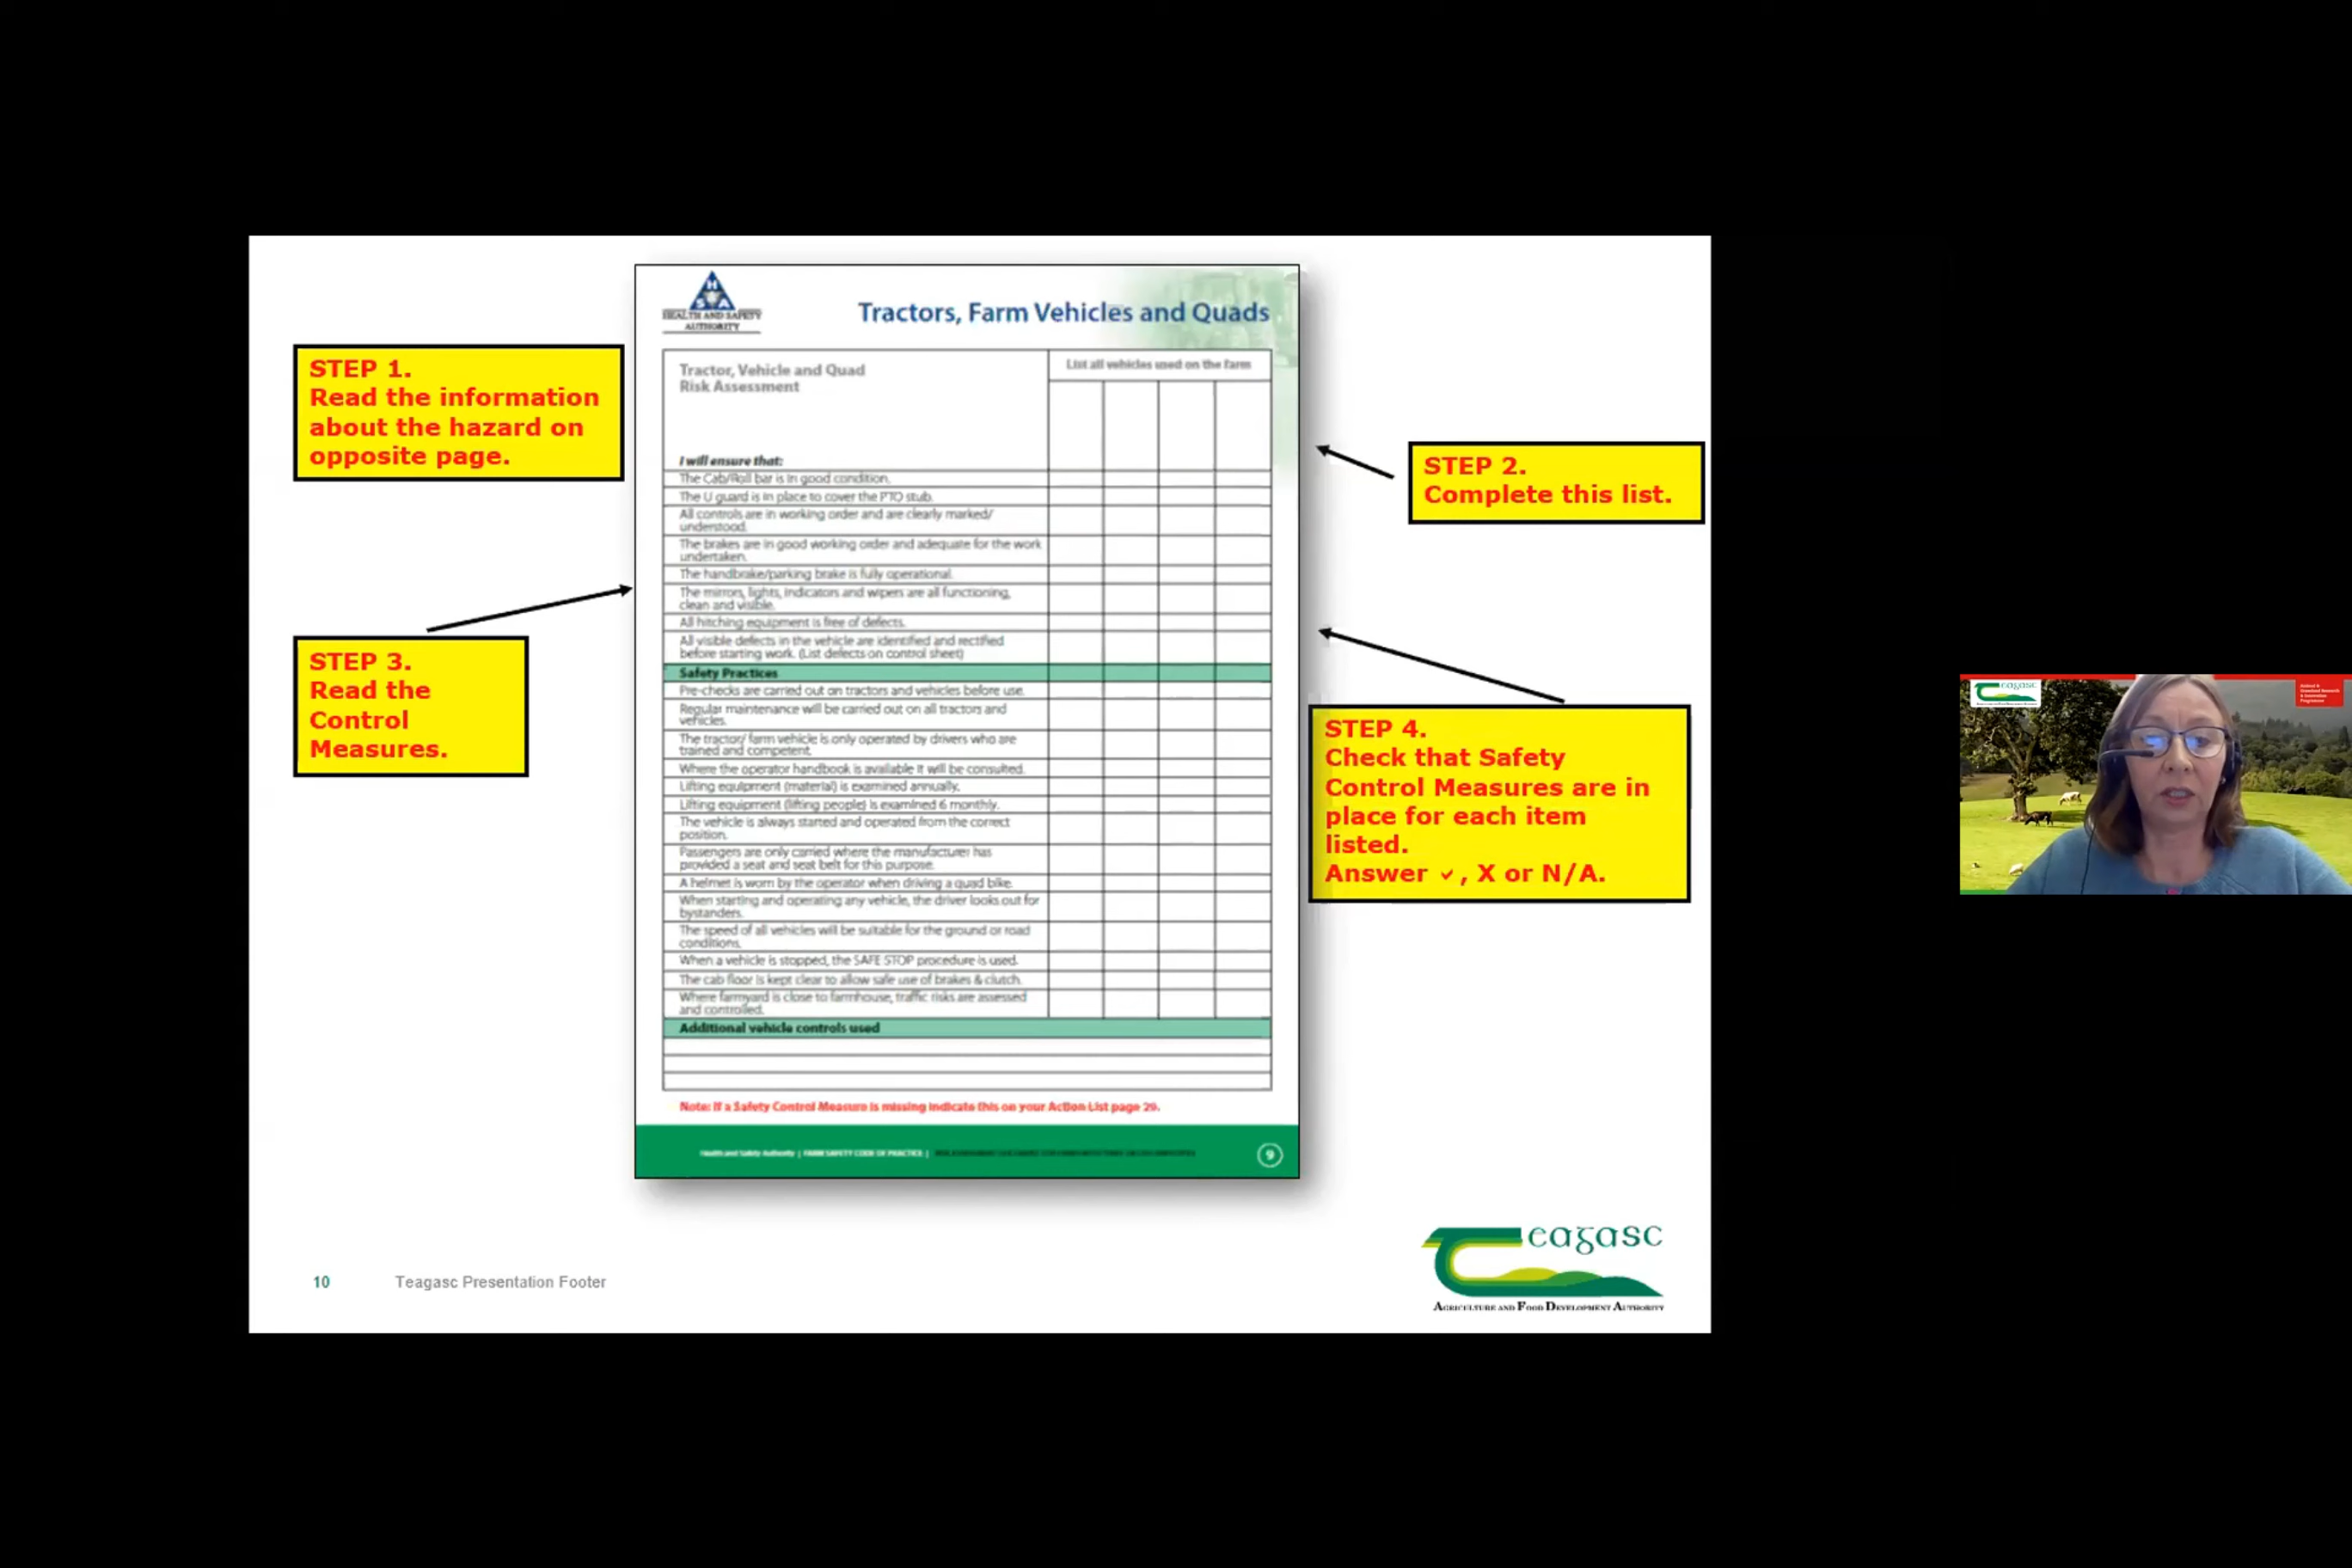 HSA
HEALTH AND SAFETY
AUTHORITY
Tractors, Farm Vehicles and Quads
STEP 1.
Read the information
about the hazard on
opposite page.
Tractor, Vehicle and Quad
Risk Assessment
List all vehicles used on the farm
STEP 2.
Complete this list.
I will ensure that:
The Cab/Roll bar is in good condition.
The U guard is in place to cover the PTO stub.
All controls are in working order and are clearly marked/
understood.
The brakes are in good working order and adequate for the work
undertaken.
The handbrake/parking brake is fully operational.
The mirrors, lights, indicators and wipers are all functioning,
clean and visible.
All hitching equipment is free of defects.
All visible defects in the vehicle are identified and rectified
before starting work. (List defects on control sheet)
STEP 3.
Read the
Control
Measures.
Safety Practices
Pre-checks are carried out on tractors and vehicles before use.
Regular maintenance will be carried out on all tractors and
vehicles.
The tractor/ farm vehicle is only operated by drivers who are
trained and competent.
Where the operator handbook is available it will be consulted.
Lifting equipment (material) is examined annually.
Lifting equipment (lifting people) is examined 6 monthly.
The vehicle is always started and operated from the correct
position.
Passengers are only carried where the manufacturer has
provided a seat and seat belt for this purpose.
A helmet is worn by the operator when driving a quad bike.
When starting and operating any vehicle, the driver looks out for
bystanders.
The speed of all vehicles will be suitable for the ground or road
conditions.
When a vehicle is stopped, the SAFE STOP procedure is used.
The cab floor is kept clear to allow safe use of brakes & clutch.
Where farmyard is close to farmhouse, traffic risks are assessed
and controlled.
STEP 4.
Check that Safety
Control Measures are in
place for each item
listed.
Answer ✓, X or N/A.
Additional vehicle controls used
Note: If a Safety Control Measure is missing indicate this on your Action List page 29.
Health and Safety Authority | FARM SAFETY CODE OF PRACTICE |
9
10 Teagasc Presentation Footer
Teagasc
AGRICULTURE AND FOOD DEVELOPMENT AUTHORITY
Teagasc